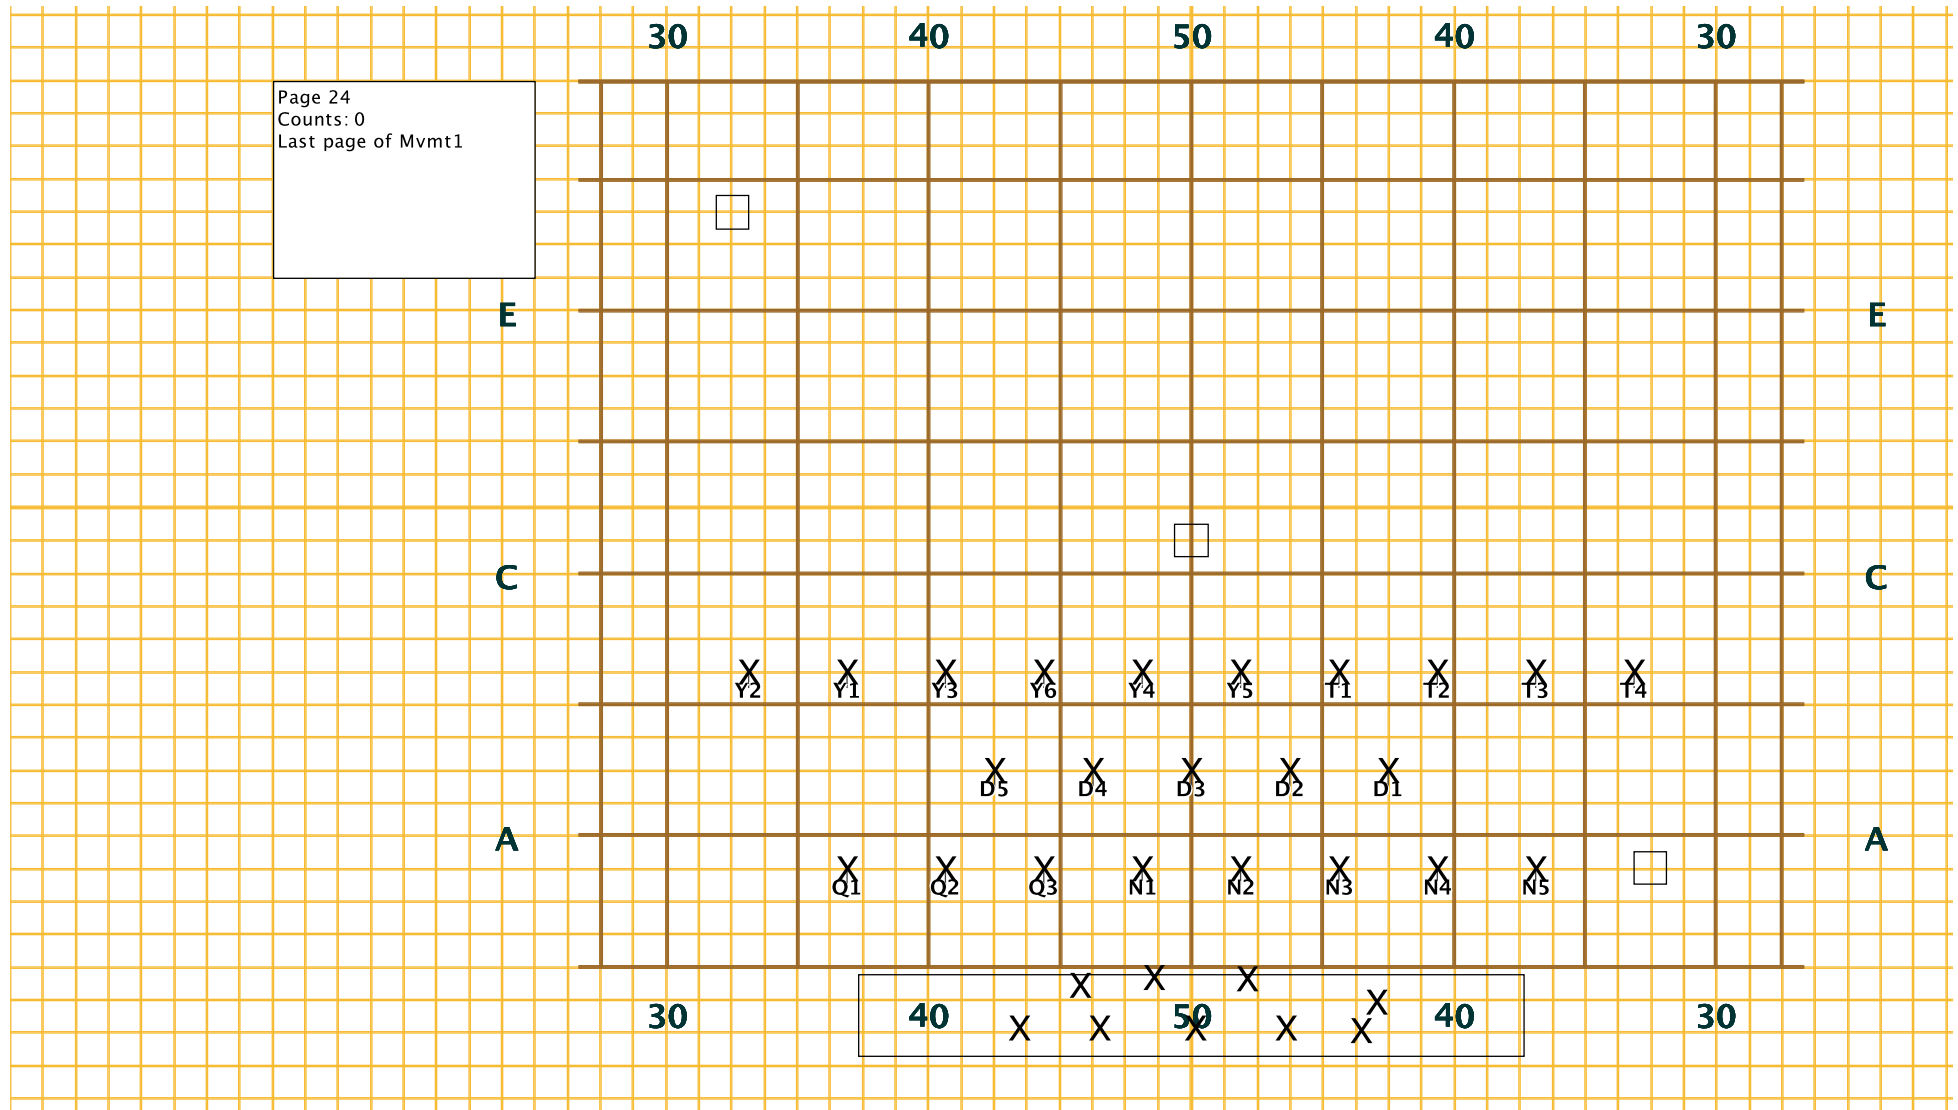 30 40 50 40 30
Page 24
Counts: 0
Last page of Mvmt1
E E
C C
X X X X X X X X X X
Y2 Y1 Y3 Y6 Y4 Y5 T1 T2 T3 T4
X X X X X
D5 D4 D3 D2 D1
A A
X X X X X X X X
Q1 Q2 Q3 N1 N2 N3 N4 N5
X X X
X
30 40 50 40 30
X X X X X